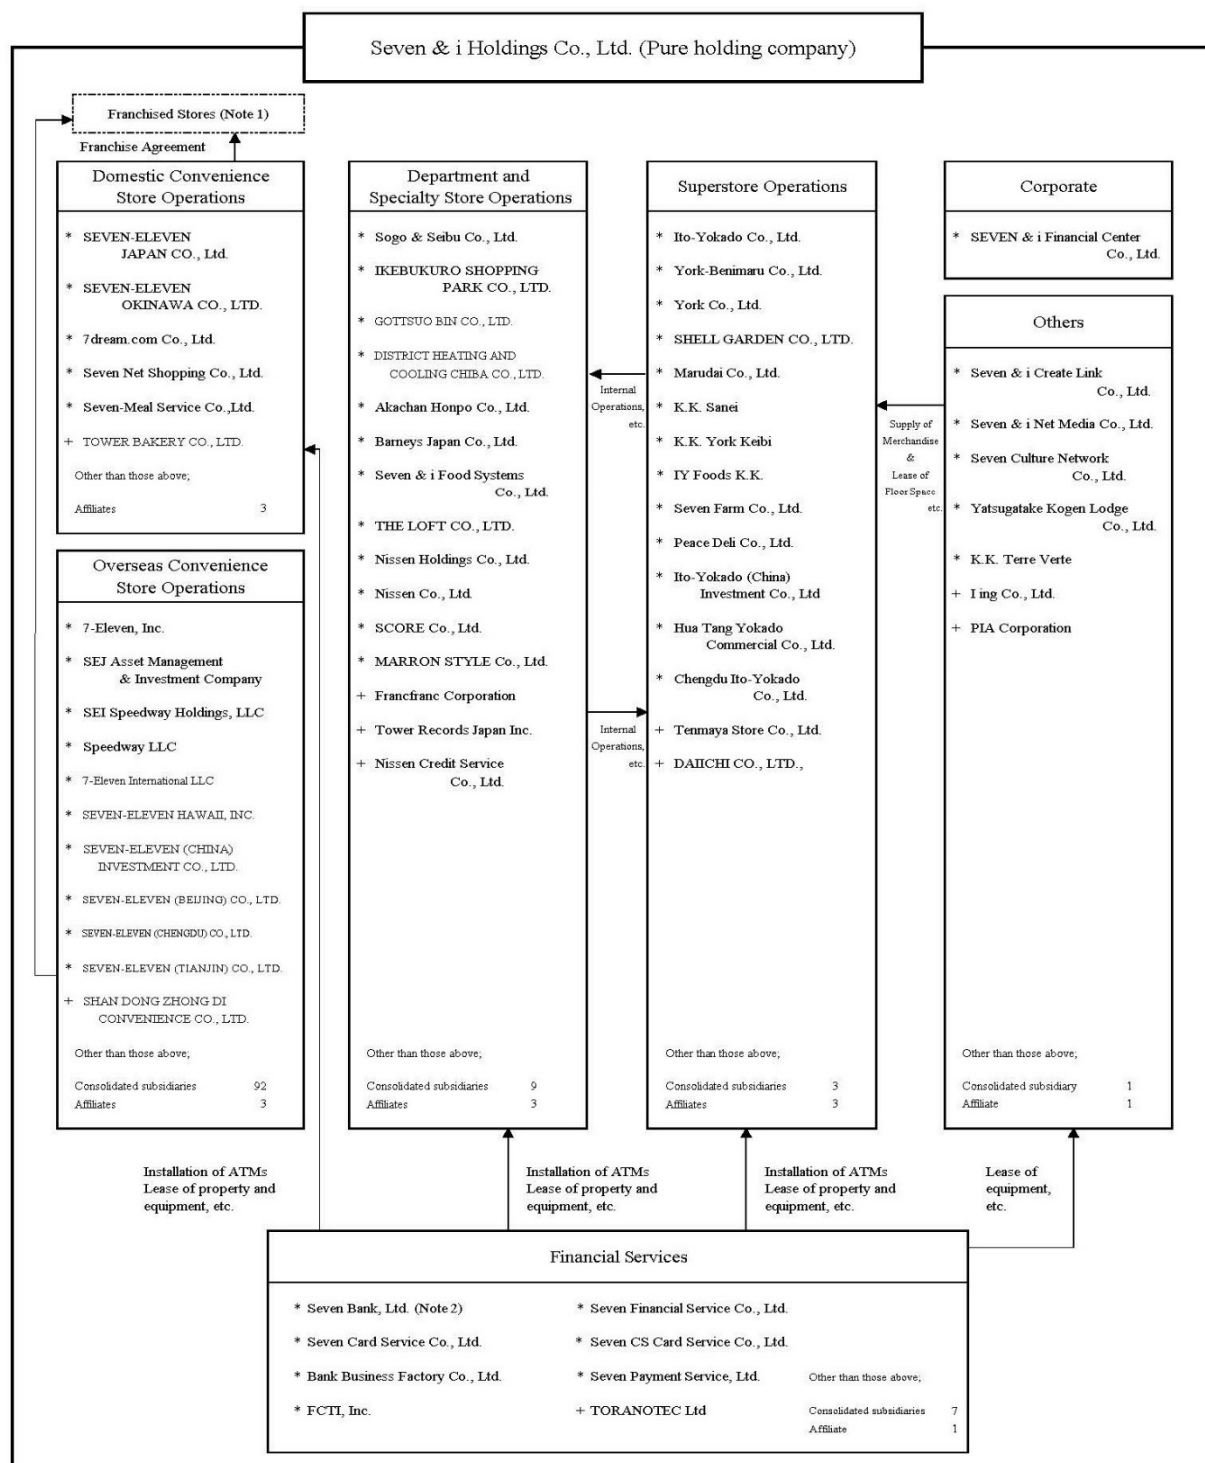 Seven & i Holdings Co., Ltd. (Pure holding company)
Franchised Stores (Note 1)
Franchise Agreement
Domestic Convenience
Store Operations
* SEVEN-ELEVEN
JAPAN CO., Ltd.
* SEVEN-ELEVEN
OKINAWA CO., LTD.
* 7dream.com Co., Ltd.
* Seven Net Shopping Co., Ltd.
* Seven-Meal Service Co.,Ltd.
+ TOWER BAKERY CO., LTD.
Other than those above;
Affiliates 3
Overseas Convenience
Store Operations
* 7-Eleven, Inc.
* SEJ Asset Management
& Investment Company
* SEI Speedway Holdings, LLC
* Speedway LLC
* 7-Eleven International LLC
* SEVEN-ELEVEN HAWAII, INC.
* SEVEN-ELEVEN (CHINA)
INVESTMENT CO., LTD.
* SEVEN-ELEVEN (BEIJING) CO., LTD.
* SEVEN-ELEVEN (CHENGDU) CO., LTD.
* SEVEN-ELEVEN (TIANJIN) CO., LTD.
+ SHAN DONG ZHONG DI
CONVENIENCE CO., LTD.
Other than those above;
Consolidated subsidiaries 92
Affiliates 3
Department and
Specialty Store Operations
* Sogo & Seibu Co., Ltd.
* IKEBUKURO SHOPPING
PARK CO., LTD.
* GOTTSUO BIN CO., LTD.
* DISTRICT HEATING AND
COOLING CHIBA CO., LTD.
* Akachan Honpo Co., Ltd.
* Barneys Japan Co., Ltd.
* Seven & i Food Systems
Co., Ltd.
* THE LOFT CO., LTD.
* Nissen Holdings Co., Ltd.
* Nissen Co., Ltd.
* SCORE Co., Ltd.
* MARRON STYLE Co., Ltd.
+ Francfranc Corporation
+ Tower Records Japan Inc.
+ Nissen Credit Service
Co., Ltd.
Other than those above;
Consolidated subsidiaries 9
Affiliates 3
Internal
Operations,
etc.
Internal
Operations,
etc.
Superstore Operations
* Ito-Yokado Co., Ltd.
* York-Benimaru Co., Ltd.
* York Co., Ltd.
* SHELL GARDEN CO., LTD.
* Marudai Co., Ltd.
* K.K. Sanei
* K.K. York Keibi
* IY Foods K.K.
* Seven Farm Co., Ltd.
* Peace Deli Co., Ltd.
* Ito-Yokado (China)
Investment Co., Ltd
* Hua Tang Yokado
Commercial Co., Ltd.
* Chengdu Ito-Yokado
Co., Ltd.
+ Tenmaya Store Co., Ltd.
+ DAIICHI CO., LTD.,
Other than those above;
Consolidated subsidiaries 3
Affiliates 3
Supply of
Merchandise
&
Lease of
Floor Space
etc.
Corporate
* SEVEN & i Financial Center
Co., Ltd.
Others
* Seven & i Create Link
Co., Ltd.
* Seven & i Net Media Co., Ltd.
* Seven Culture Network
Co., Ltd.
* Yatsugatake Kogen Lodge
Co., Ltd.
* K.K. Terre Verte
+ I ing Co., Ltd.
+ PIA Corporation
Other than those above;
Consolidated subsidiary 1
Affiliate 1
Installation of ATMs
Lease of property and
equipment, etc.
Installation of ATMs
Lease of property and
equipment, etc.
Installation of ATMs
Lease of property and
equipment, etc.
Lease of
equipment,
etc.
Financial Services
* Seven Bank, Ltd. (Note 2)
* Seven Card Service Co., Ltd.
* Bank Business Factory Co., Ltd.
* FCTI, Inc.
* Seven Financial Service Co., Ltd.
* Seven CS Card Service Co., Ltd.
* Seven Payment Service, Ltd.
+ TORANOTEC Ltd
Other than those above;
Consolidated subsidiaries 7
Affiliate 1